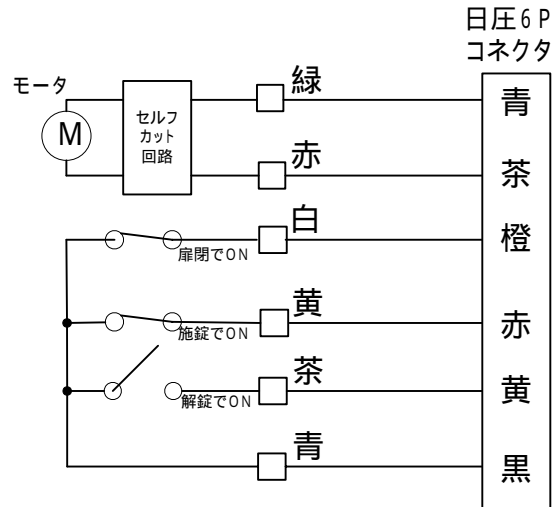 日圧6P
コネクタ
モータ
M
セルフ
カット
回路
緑
青
赤
茶
白
橙
扉閉でON
黄
赤
施錠でON
茶
黄
解錠でON
青
黒